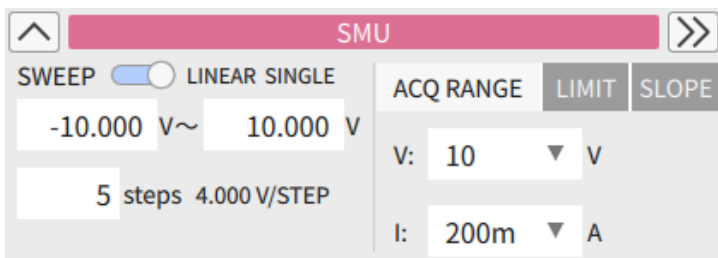 SMU
SWEEP LINEAR SINGLE
-10.000 V～ 10.000 V
5 steps 4.000 V/STEP
ACQ RANGE LIMIT SLOPE
V: 10 V
I: 200m A